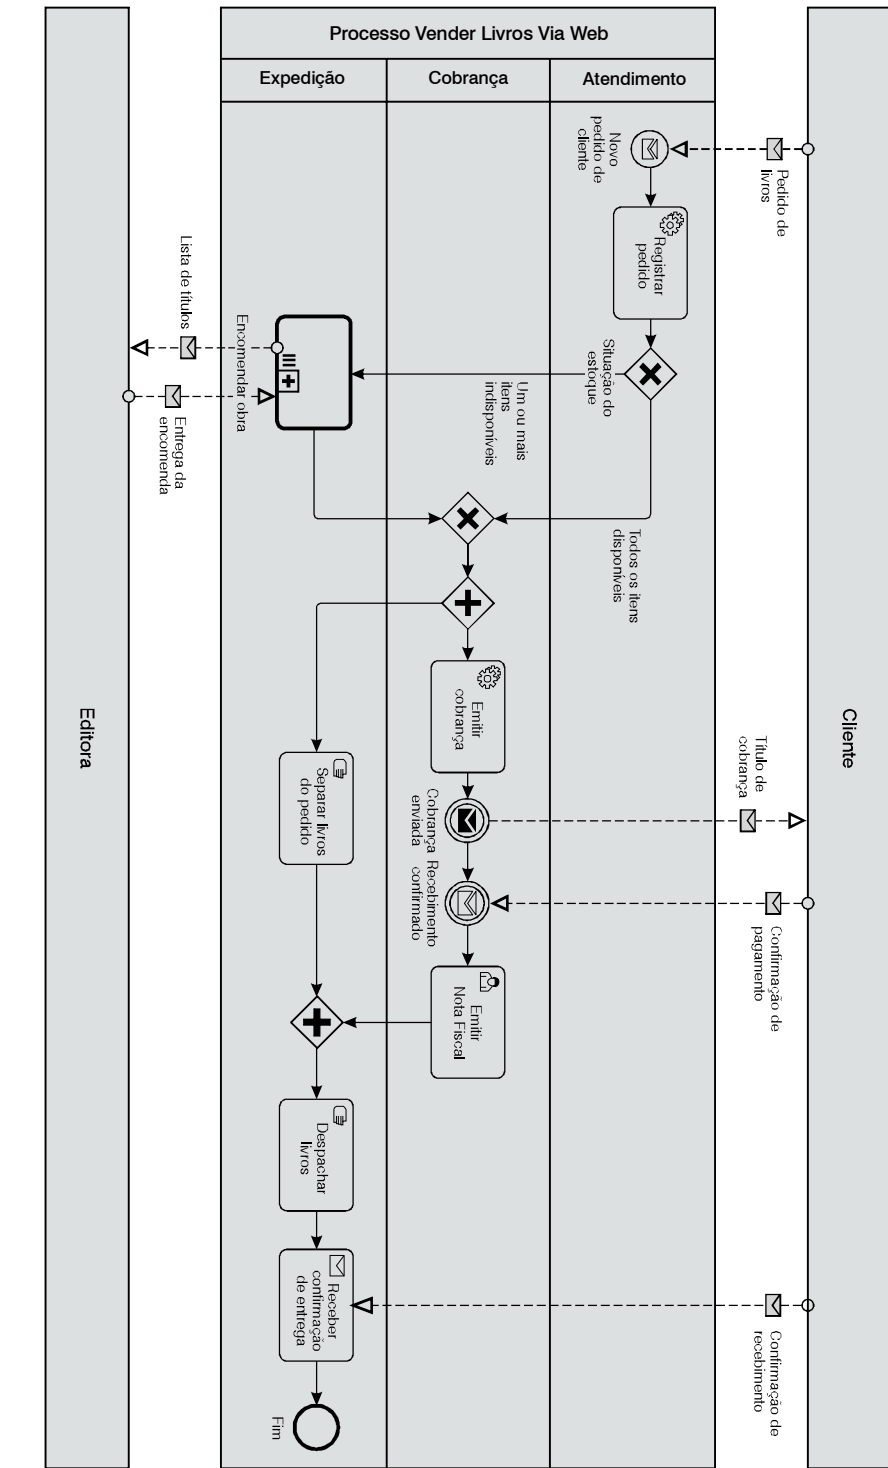 Processo Vender Livros Via Web
Expedição
Cobrança
Atendimento
Novo
pedido de
cliente
Pedido de
livros
Registrar
pedido
Situação do
estoque
Um ou mais
itens
indisponíveis
Todos os itens
disponíveis
Lista de títulos
Encomendar obra
Entrega da
encomenda
Editora
Cliente
Emitir
cobrança
Título de
cobrança
Separar livros
do pedido
Cobrança
enviada
Recebimento
confirmado
Confirmação de
pagamento
Emitir
Nota Fiscal
Despachar
livros
Receber
confirmação
de entrega
Confirmação de
recebimento
Fim